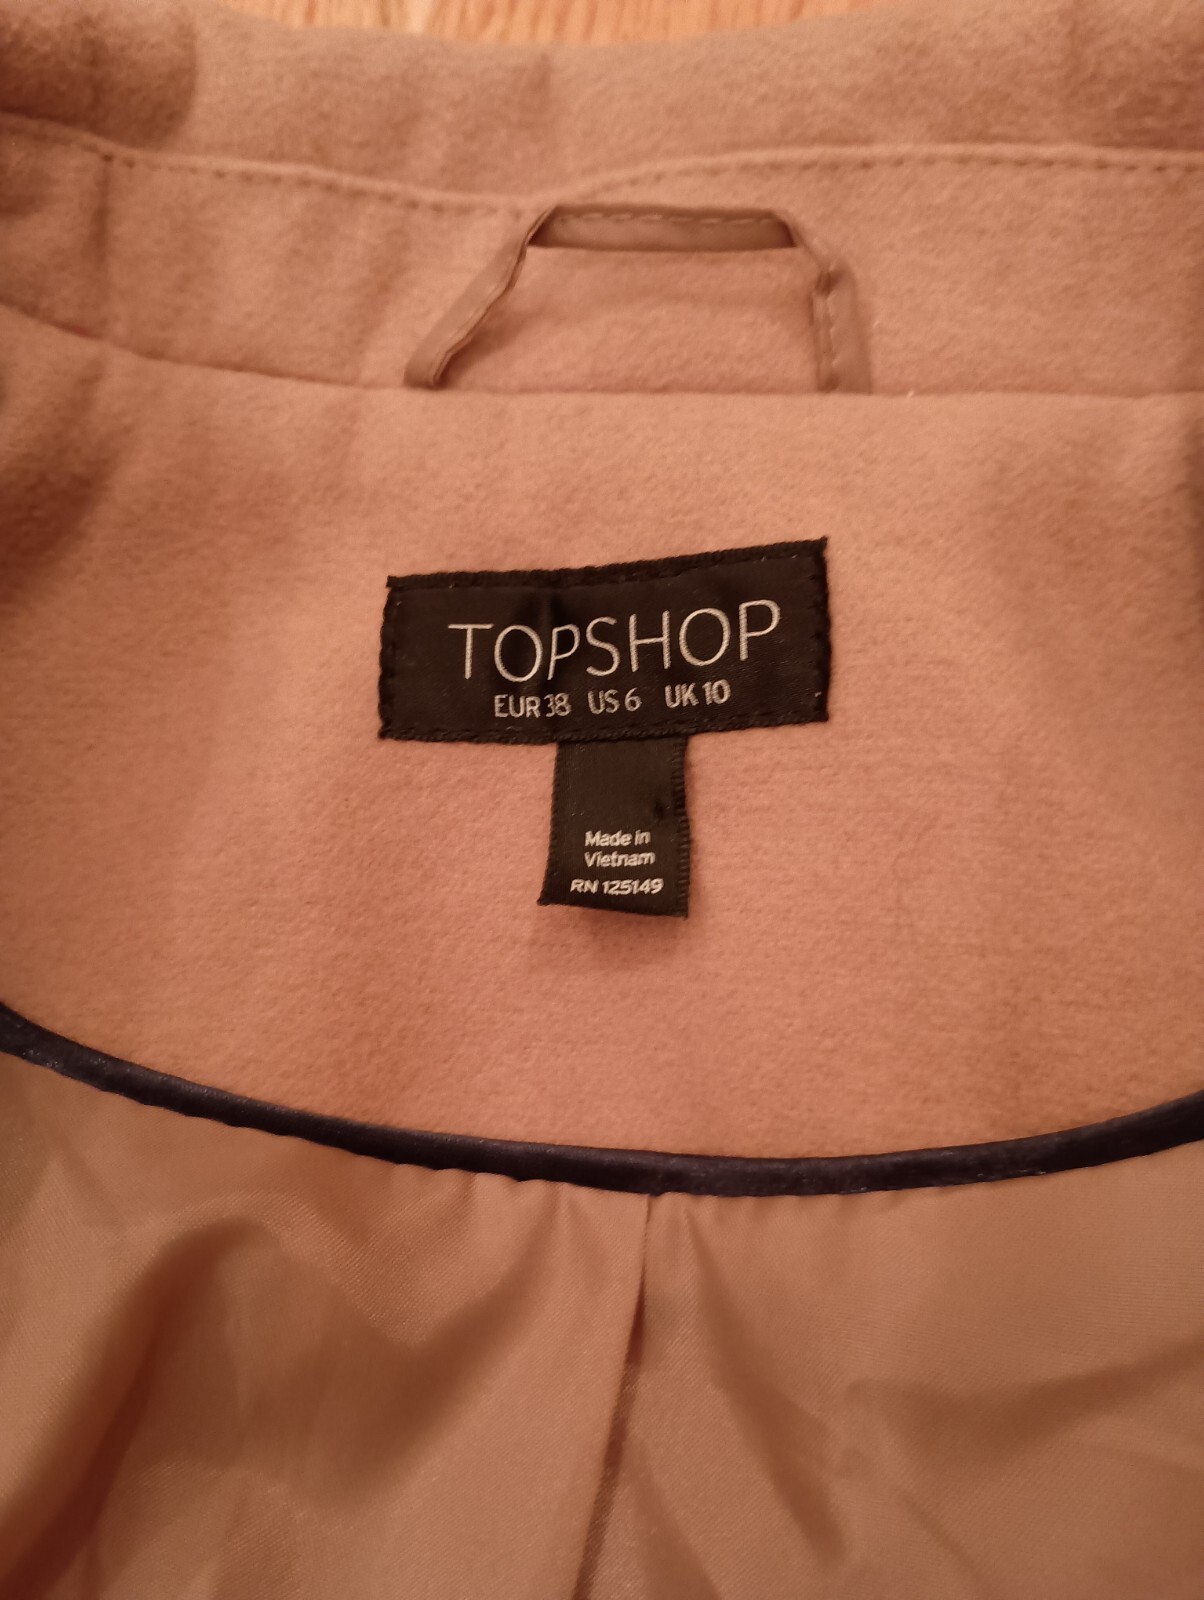 TOPSHOP
EUR 38 US 6 UK 10
Made in
Vietnam
RN 125149